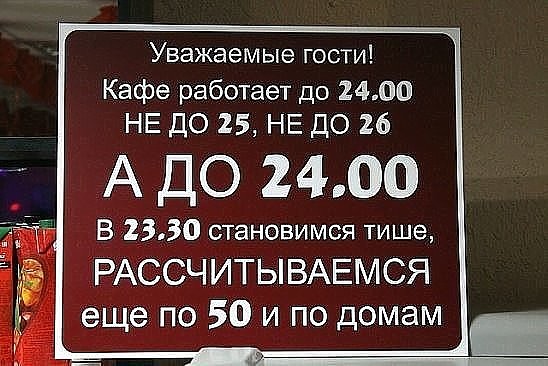 Уважаемые гости!
Кафе работает до 24.00
НЕ ДО 25, НЕ ДО 26
А ДО 24.00
В 23.30 становимся тише,
РАССЧИТЫВАЕМСЯ
еще по 50 и по домам